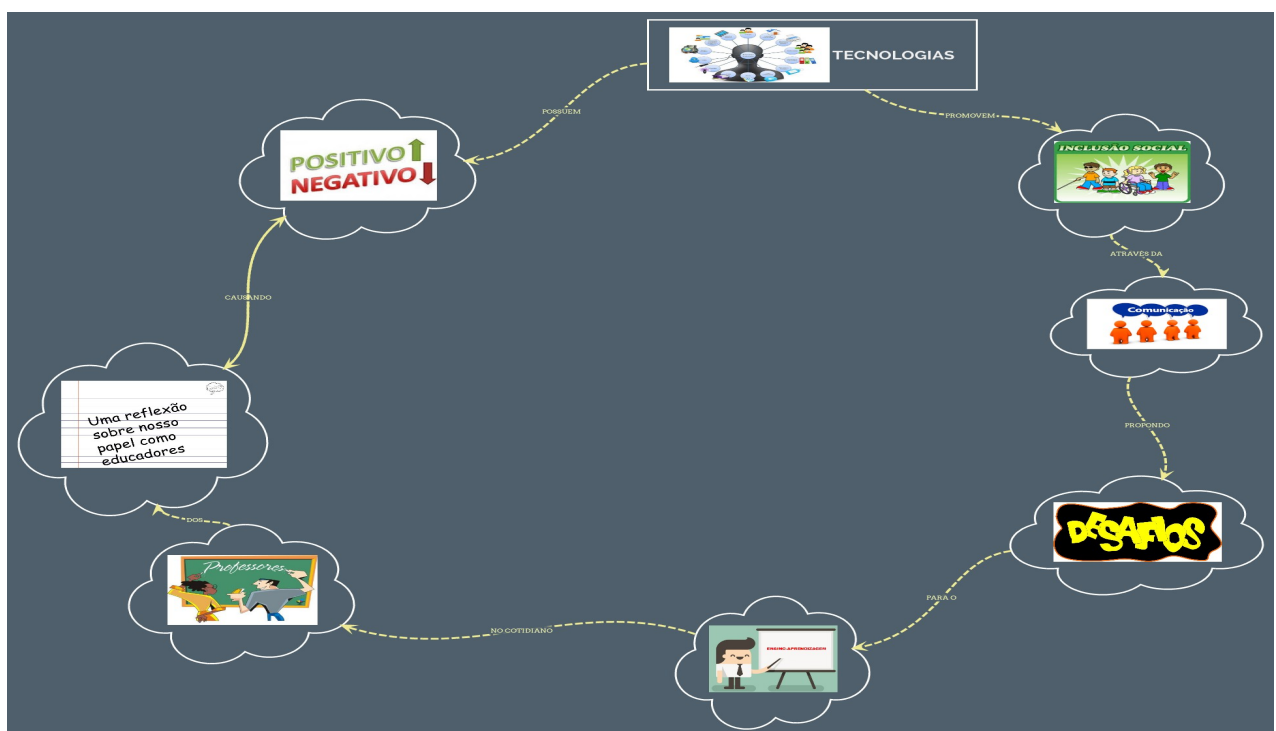 TECNOLOGIAS
POSSUEM
PROMOVEM
POSITIVO
NEGATIVO
INCLUSÃO SOCIAL
ATRAVÉS DA
Comunicação
CAUSANDO
Uma reflexão
sobre nosso
papel como
educadores
PROPONDO
DESAFIOS
DOS
Professores
PARA O
NO COTIDIANO
ENSINO APRENDIZAGEM